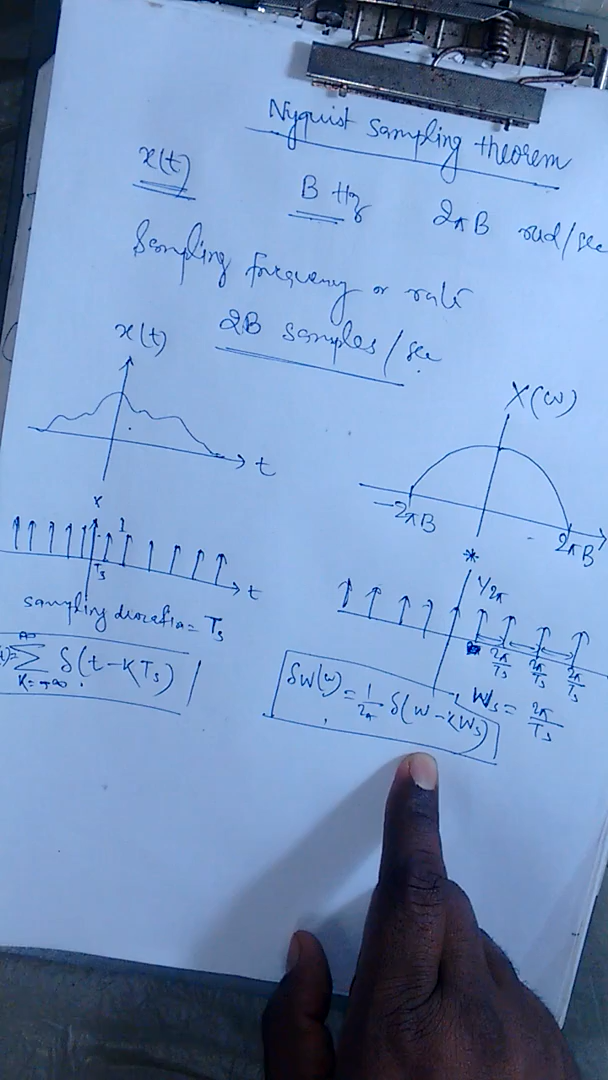 Nyquist Sampling theorem
x(t) B Hz 2πB rad/sec
Sampling frequency or rate
2B samples/sec
x(t)
t
X(ω)
-2πB 2πB
x *
1 1/2π
Ts t
2π/Ts 2π/Ts 2π/Ts
sampling duration = Ts
Ws = 2π/Ts
∑ δ(t-KTs)
K=-∞ ∞
δW(w) = 1/2π δ(W-KWs)